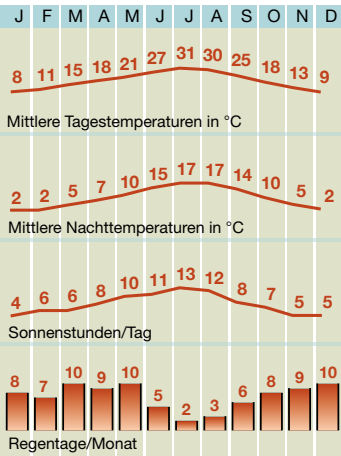 J F M A M J J A S O N D
8 11 15 18 21 27 31 30 25 18 13 9
Mittlere Tagestemperaturen in °C
2 2 5 7 10 15 17 17 14 10 5 2
Mittlere Nachttemperaturen in °C
4 6 6 8 10 11 13 12 8 7 5 5
Sonnenstunden/Tag
8 7 10 9 10 5 2 3 6 8 9 10
Regentage/Monat